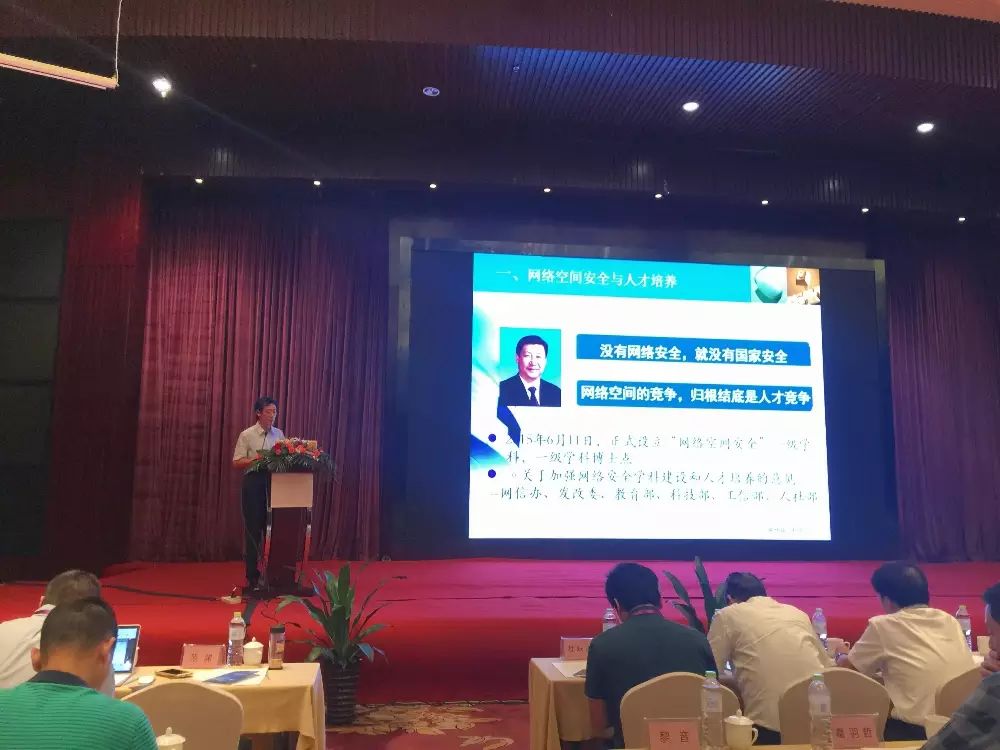 一、网络空间安全与人才培养
没有网络安全，就没有国家安全
网络空间的竞争，归根结底是人才竞争
2015年6月11日，正式设立“网络空间安全”一级学
科，一级学科博士点
《关于加强网络安全学科建设和人才培养的意见
—网信办、发改委、教育部、科技部、工信部、人社部
黎 音